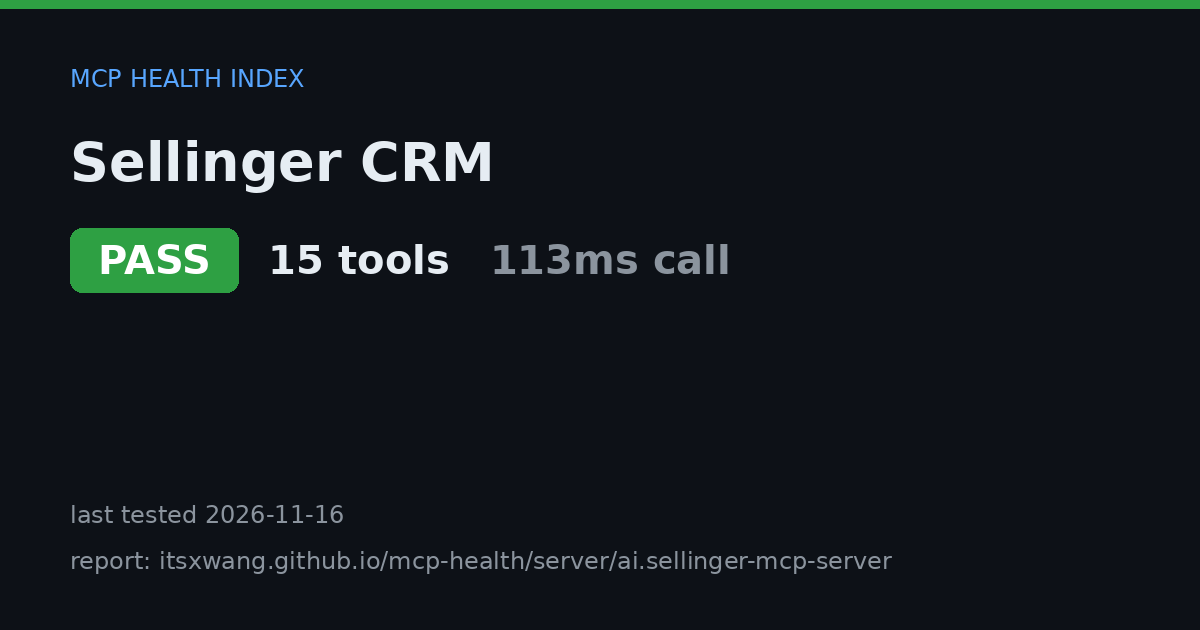 MCP HEALTH INDEX
Sellinger CRM
PASS 15 tools 113ms call
last tested 2026-11-16
report: itsxwang.github.io/mcp-health/server/ai.sellinger-mcp-server